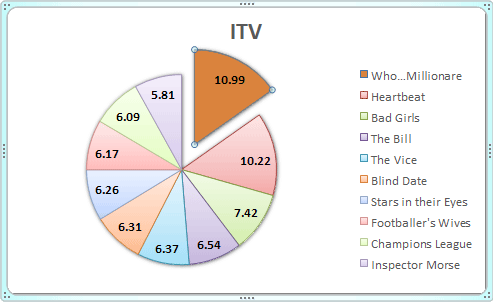 ITV
10.99
10.22
7.42
6.54
6.37
6.31
6.26
6.17
6.09
5.81
Who...Millionare
Heartbeat
Bad Girls
The Bill
The Vice
Blind Date
Stars in their Eyes
Footballer's Wives
Champions League
Inspector Morse